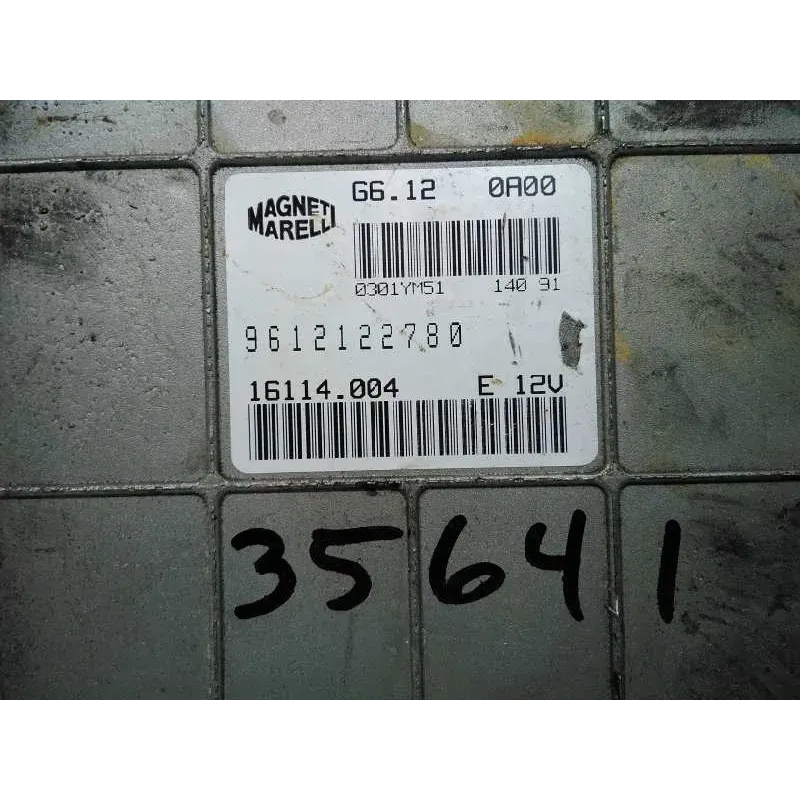 MAGNETI
MARELLI
G6.12 0A00
0301YM51 140 91
9612122780
16114.004 E 12V
35641